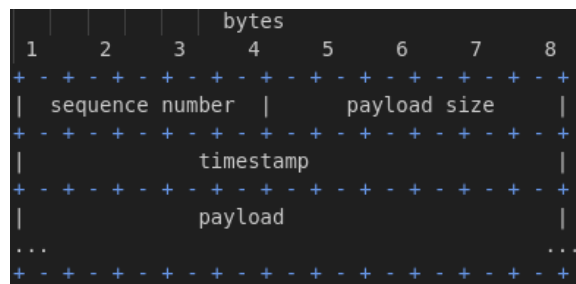 bytes
1 2 3 4 5 6 7 8
+ - + - + - + - + - + - + - + - + - + - + - +
| sequence number | payload size |
+ - + - + - + - + - + - + - + - + - + - + - +
| timestamp |
+ - + - + - + - + - + - + - + - + - + - + - +
| payload |
... ...
+ - + - + - + - + - + - + - + - + - + - + - +